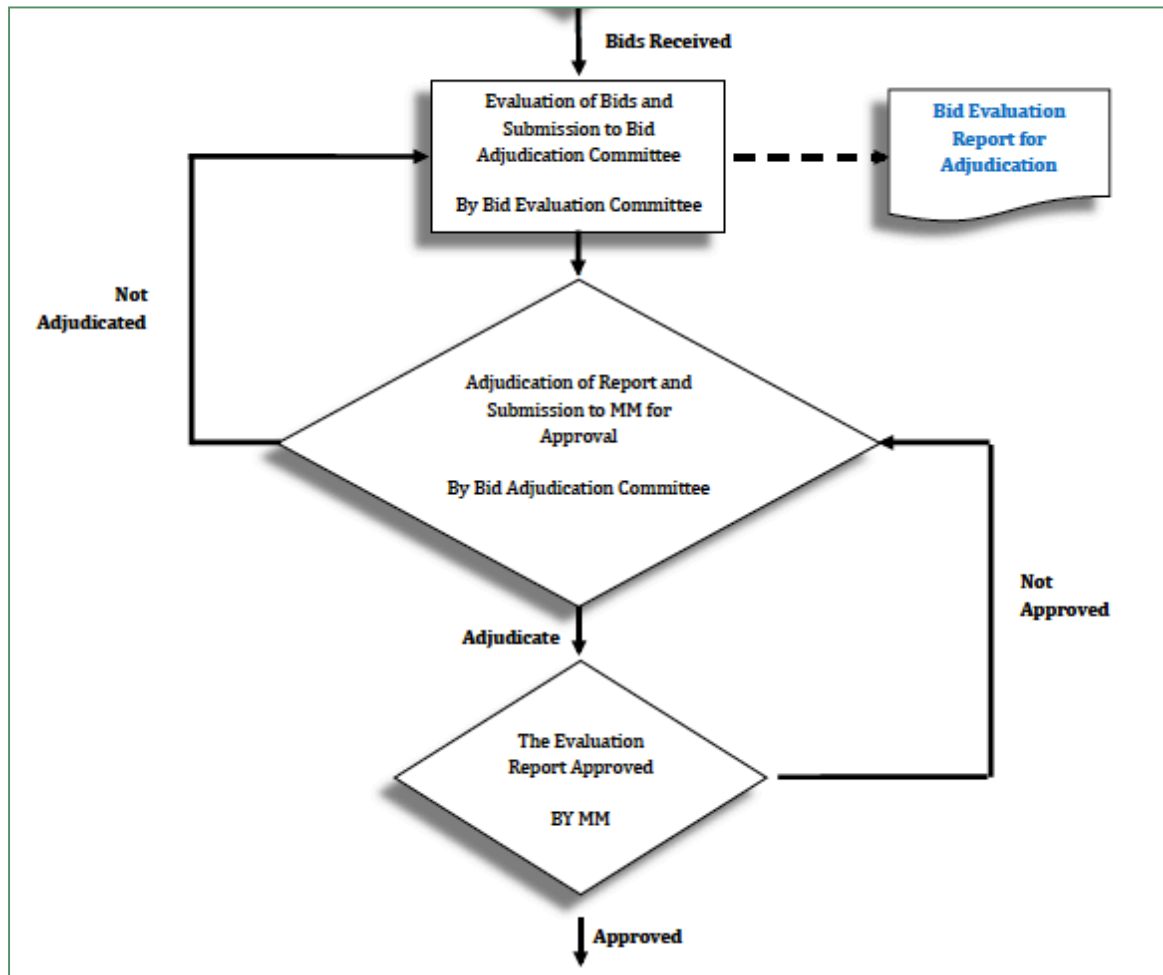 Bids Received
Evaluation of Bids and
Submission to Bid
Adjudication Committee
By Bid Evaluation Committee
Bid Evaluation
Report for
Adjudication
Not
Adjudicated
Adjudication of Report and
Submission to MM for
Approval
By Bid Adjudication Committee
Not
Approved
Adjudicate
The Evaluation
Report Approved
BY MM
Approved